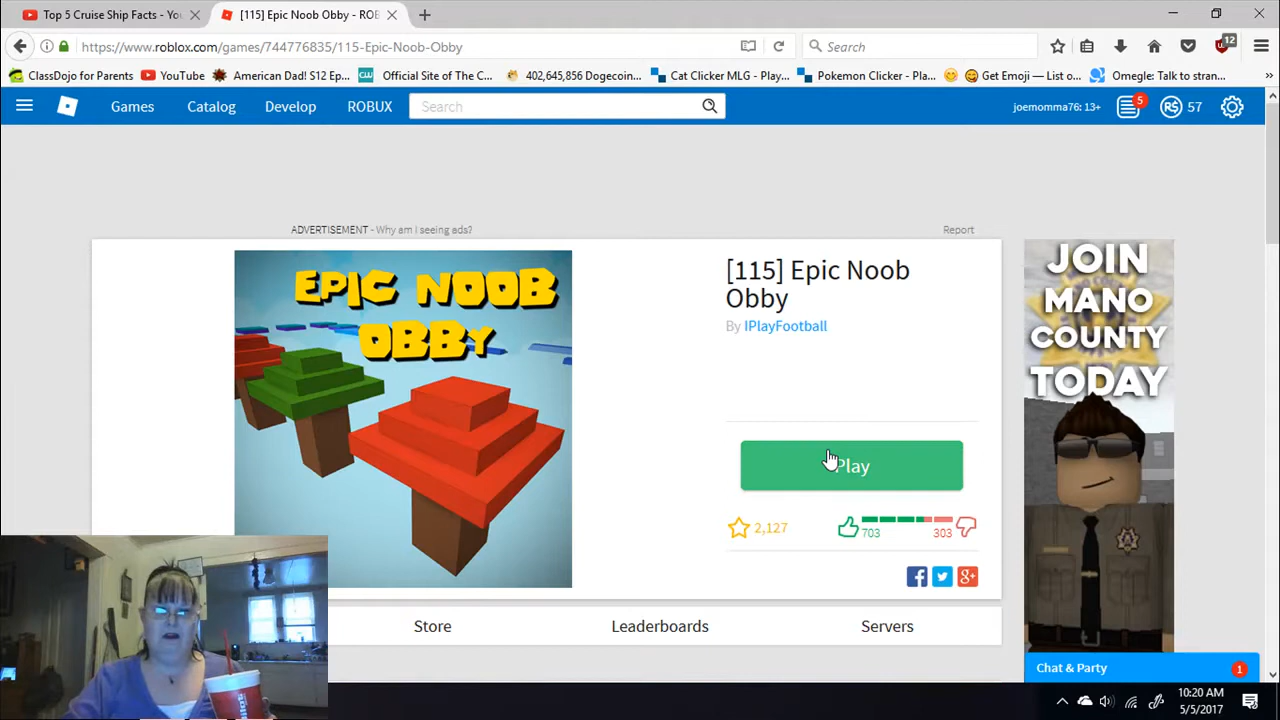 Top 5 Cruise Ship Facts - You
[115] Epic Noob Obby - ROB
https://www.roblox.com/games/744776835/115-Epic-Noob-Obby
Search
12
ClassDojo for Parents
YouTube
American Dad! S12 Ep...
Official Site of The C...
402,645,856 Dogecoin...
Cat Clicker MLG - Play...
Pokemon Clicker - Pla...
Get Emoji — List o...
Omegle: Talk to stran...
Games
Catalog
Develop
ROBUX
Search
joemomma76: 13+
5
R$ 57
ADVERTISEMENT - Why am I seeing ads?
Report
EPIC NOOB
OBBY
[115] Epic Noob
Obby
By IPlayFootball
Play
2,127
703
303
Store
Leaderboards
Servers
JOIN
MANO
COUNTY
TODAY
Chat & Party
1
10:20 AM
5/5/2017